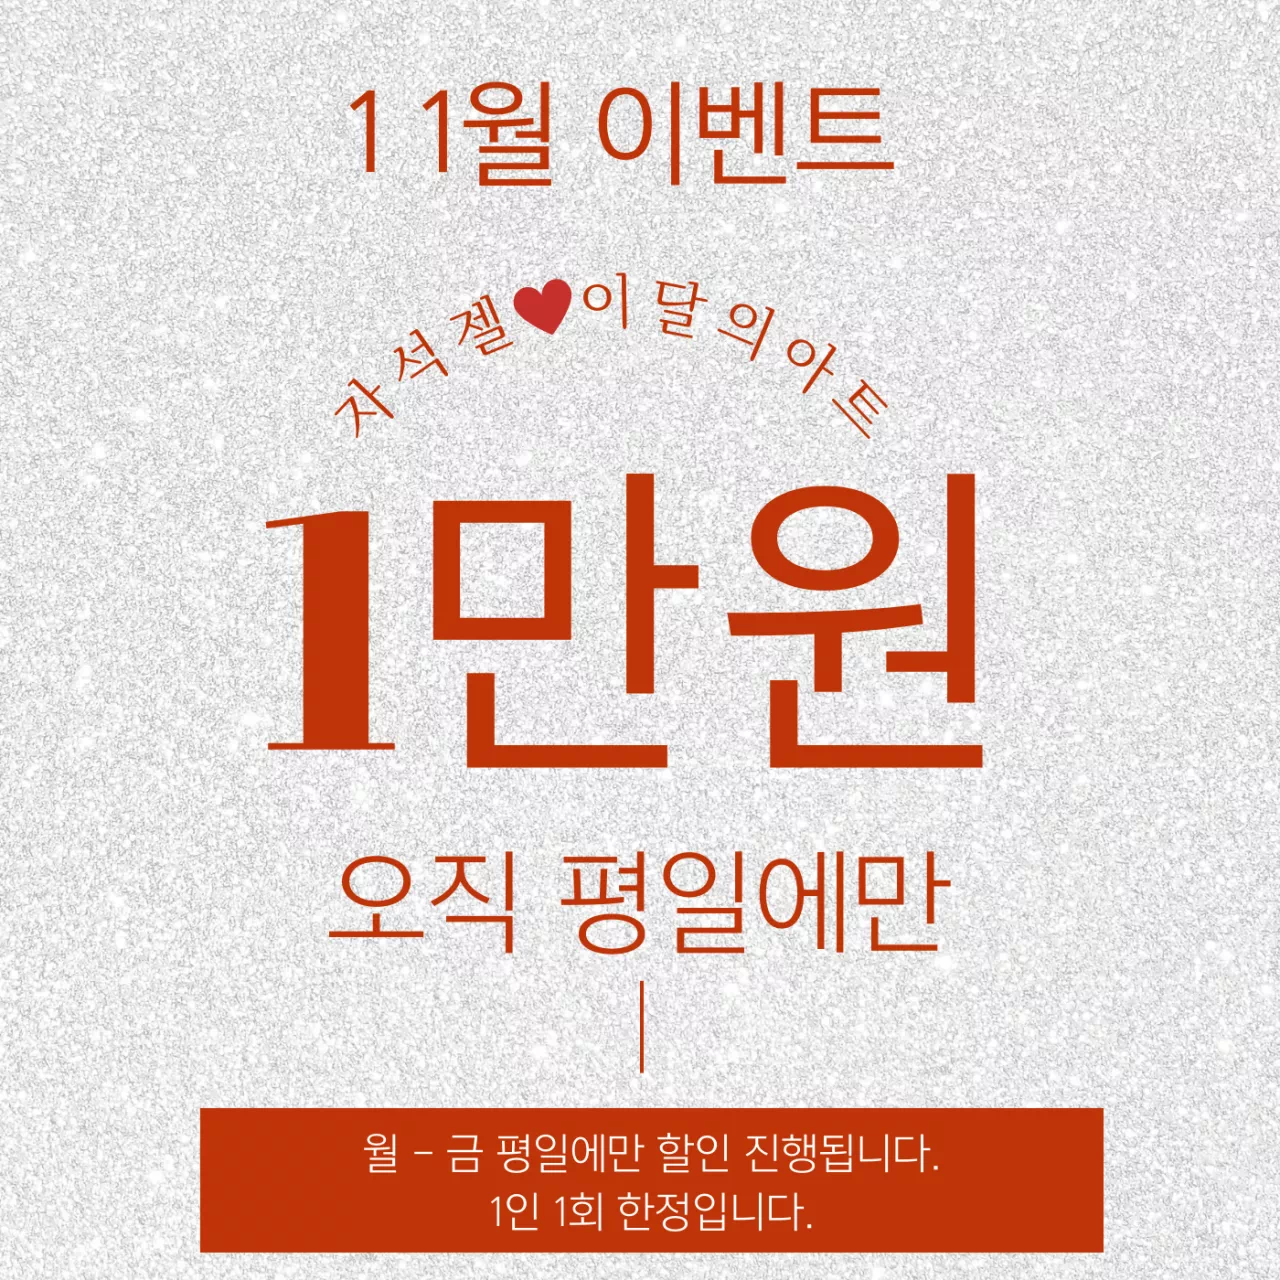 11월 이벤트
자석젤♥이달의아트
1만원
오직 평일에만
월 - 금 평일에만 할인 진행됩니다.
1인 1회 한정입니다.